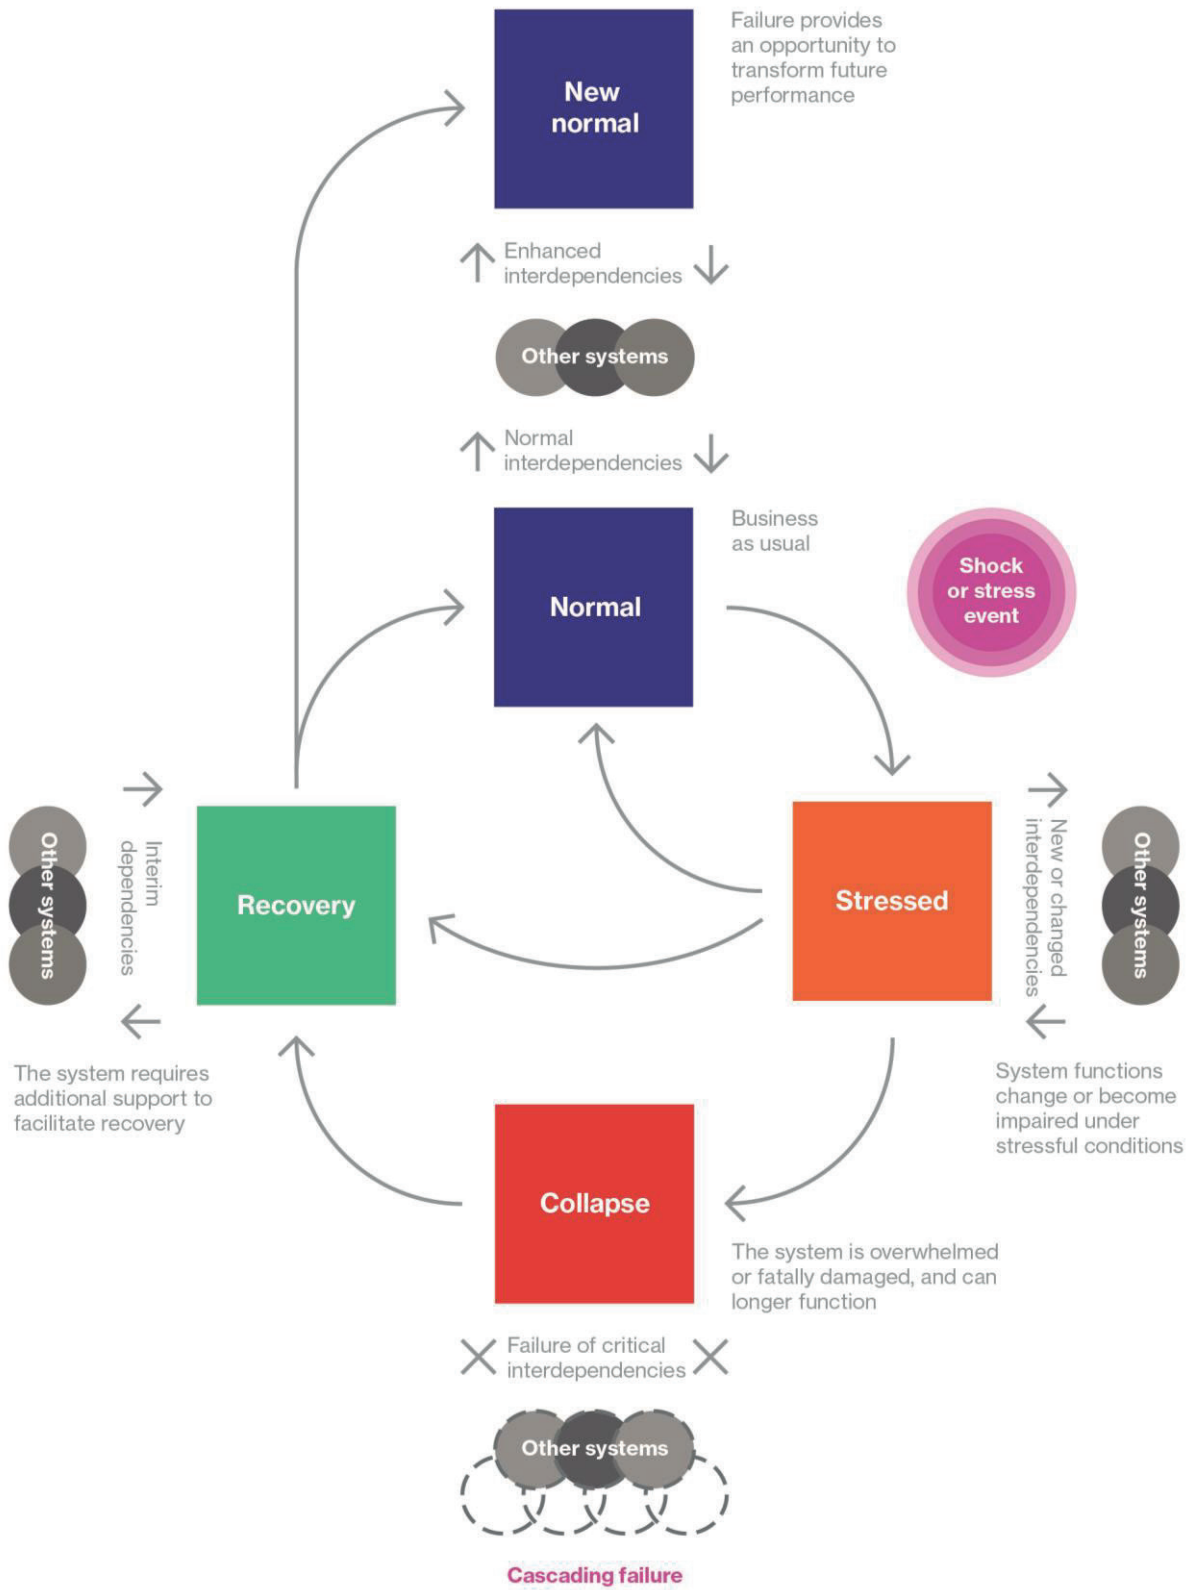 Failure provides
an opportunity to
transform future
performance
New
normal
Enhanced
interdependencies
Other systems
Normal
interdependencies
Business
as usual
Shock
or stress
event
Normal
Other systems
Interim
dependencies
Recovery
Stressed
New or changed
interdependencies
Other systems
The system requires
additional support to
facilitate recovery
System functions
change or become
impaired under
stressful conditions
Collapse
The system is overwhelmed
or fatally damaged, and can
longer function
Failure of critical
interdependencies
Other systems
Cascading failure